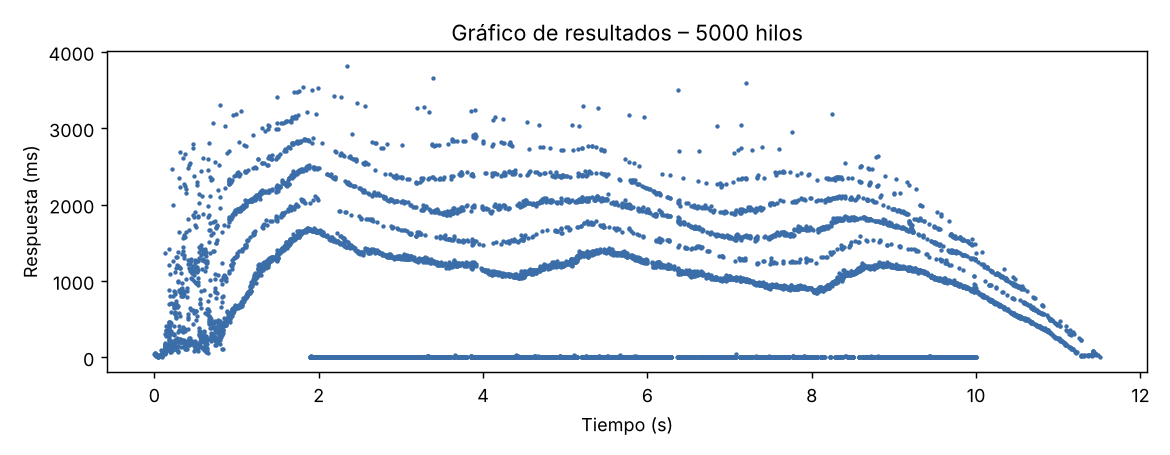 Gráfico de resultados – 5000 hilos
Respuesta (ms)
4000
3000
2000
1000
0
0 2 4 6 8 10 12
Tiempo (s)